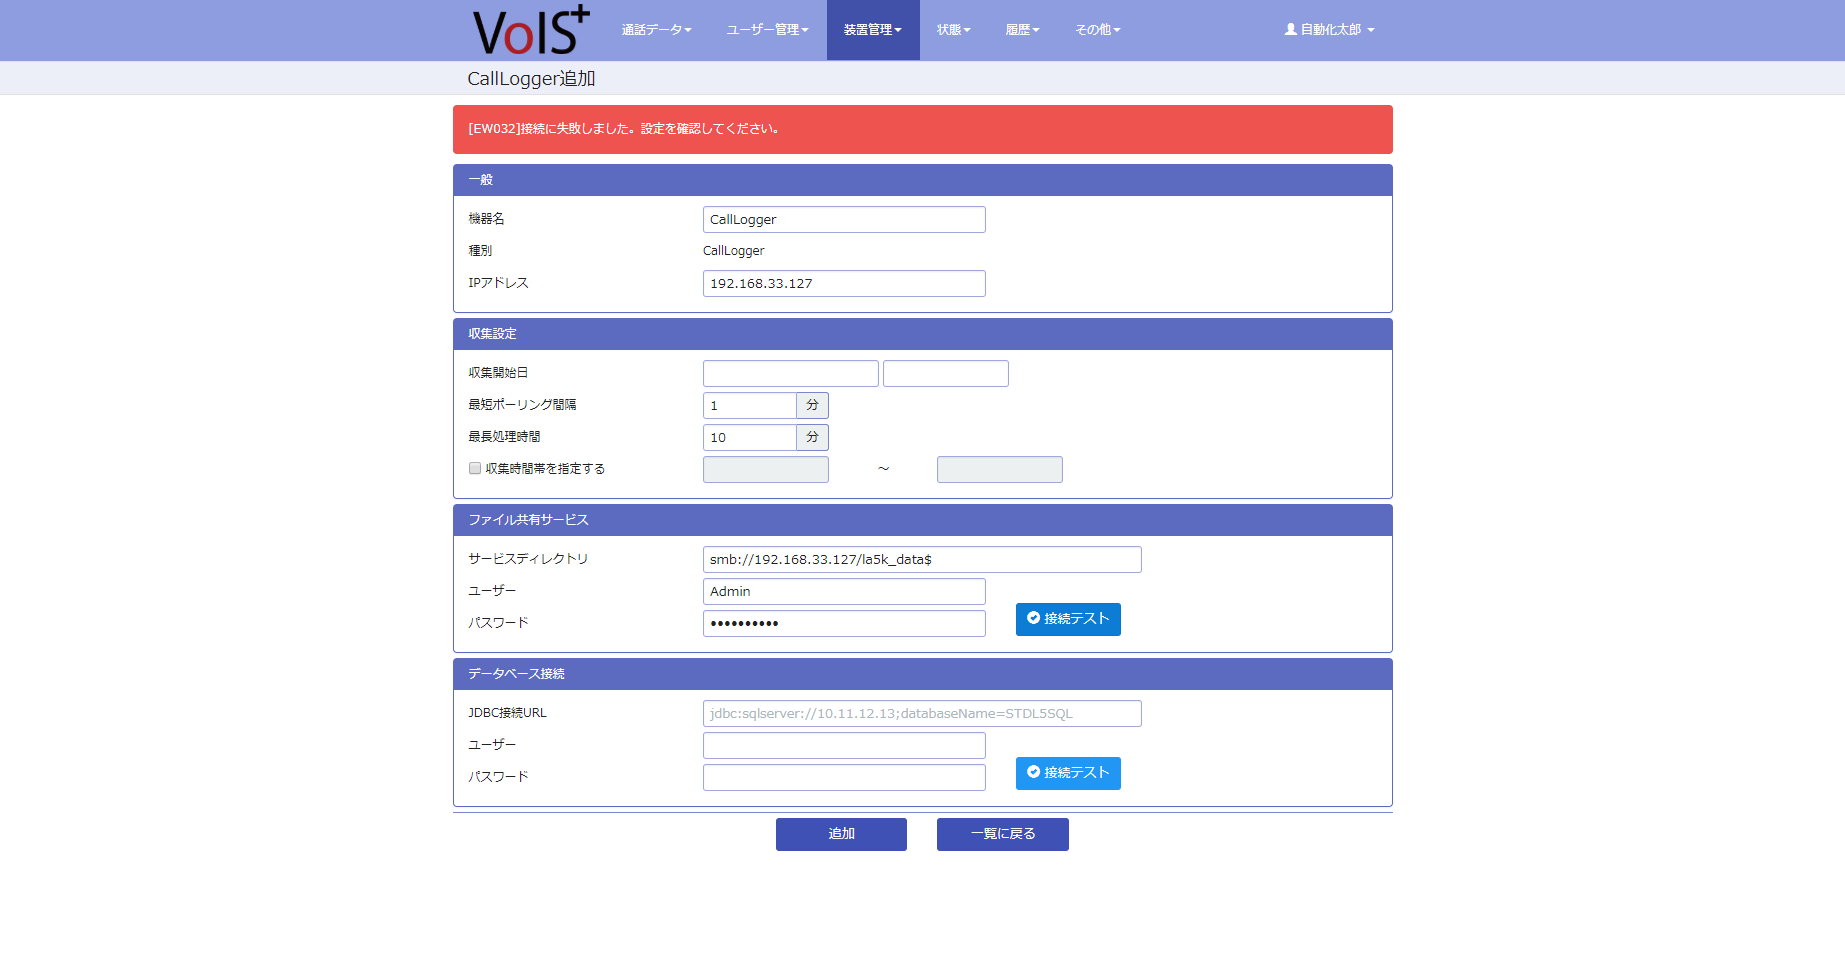 VoIS+
通話データ
ユーザー管理
装置管理
状態
履歴
その他
自動化太郎
CallLogger追加
[EW032]接続に失敗しました。設定を確認してください。
一般
機器名
CallLogger
種別
CallLogger
IPアドレス
192.168.33.127
収集設定
収集開始日
最短ポーリング間隔
1 分
最長処理時間
10 分
収集時間帯を指定する
～
ファイル共有サービス
サービスディレクトリ
smb://192.168.33.127/la5k_data$
ユーザー
Admin
パスワード
••••••••••
接続テスト
データベース接続
JDBC接続URL
jdbc:sqlserver://10.11.12.13;databaseName=STDL5SQL
ユーザー
パスワード
接続テスト
追加
一覧に戻る